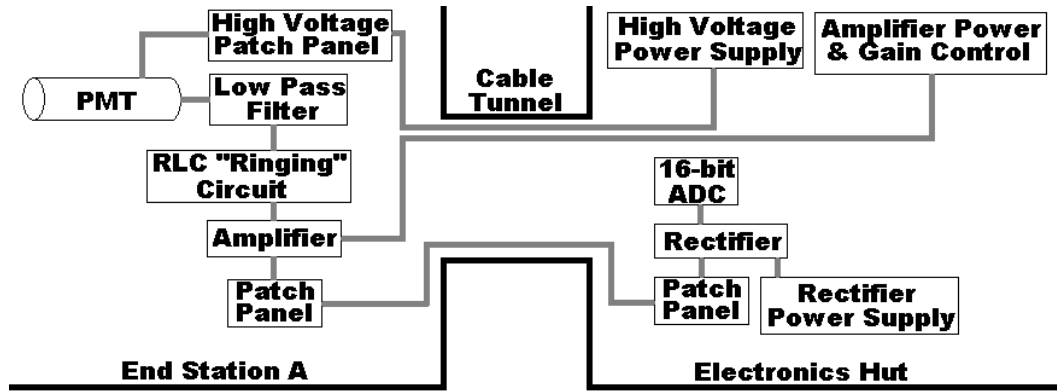 High Voltage
Patch Panel
High Voltage
Power Supply
Amplifier Power
& Gain Control
PMT
Low Pass
Filter
Cable
Tunnel
RLC "Ringing"
Circuit
16-bit
ADC
Amplifier
Rectifier
Patch
Panel
Patch
Panel
Rectifier
Power Supply
End Station A
Electronics Hut